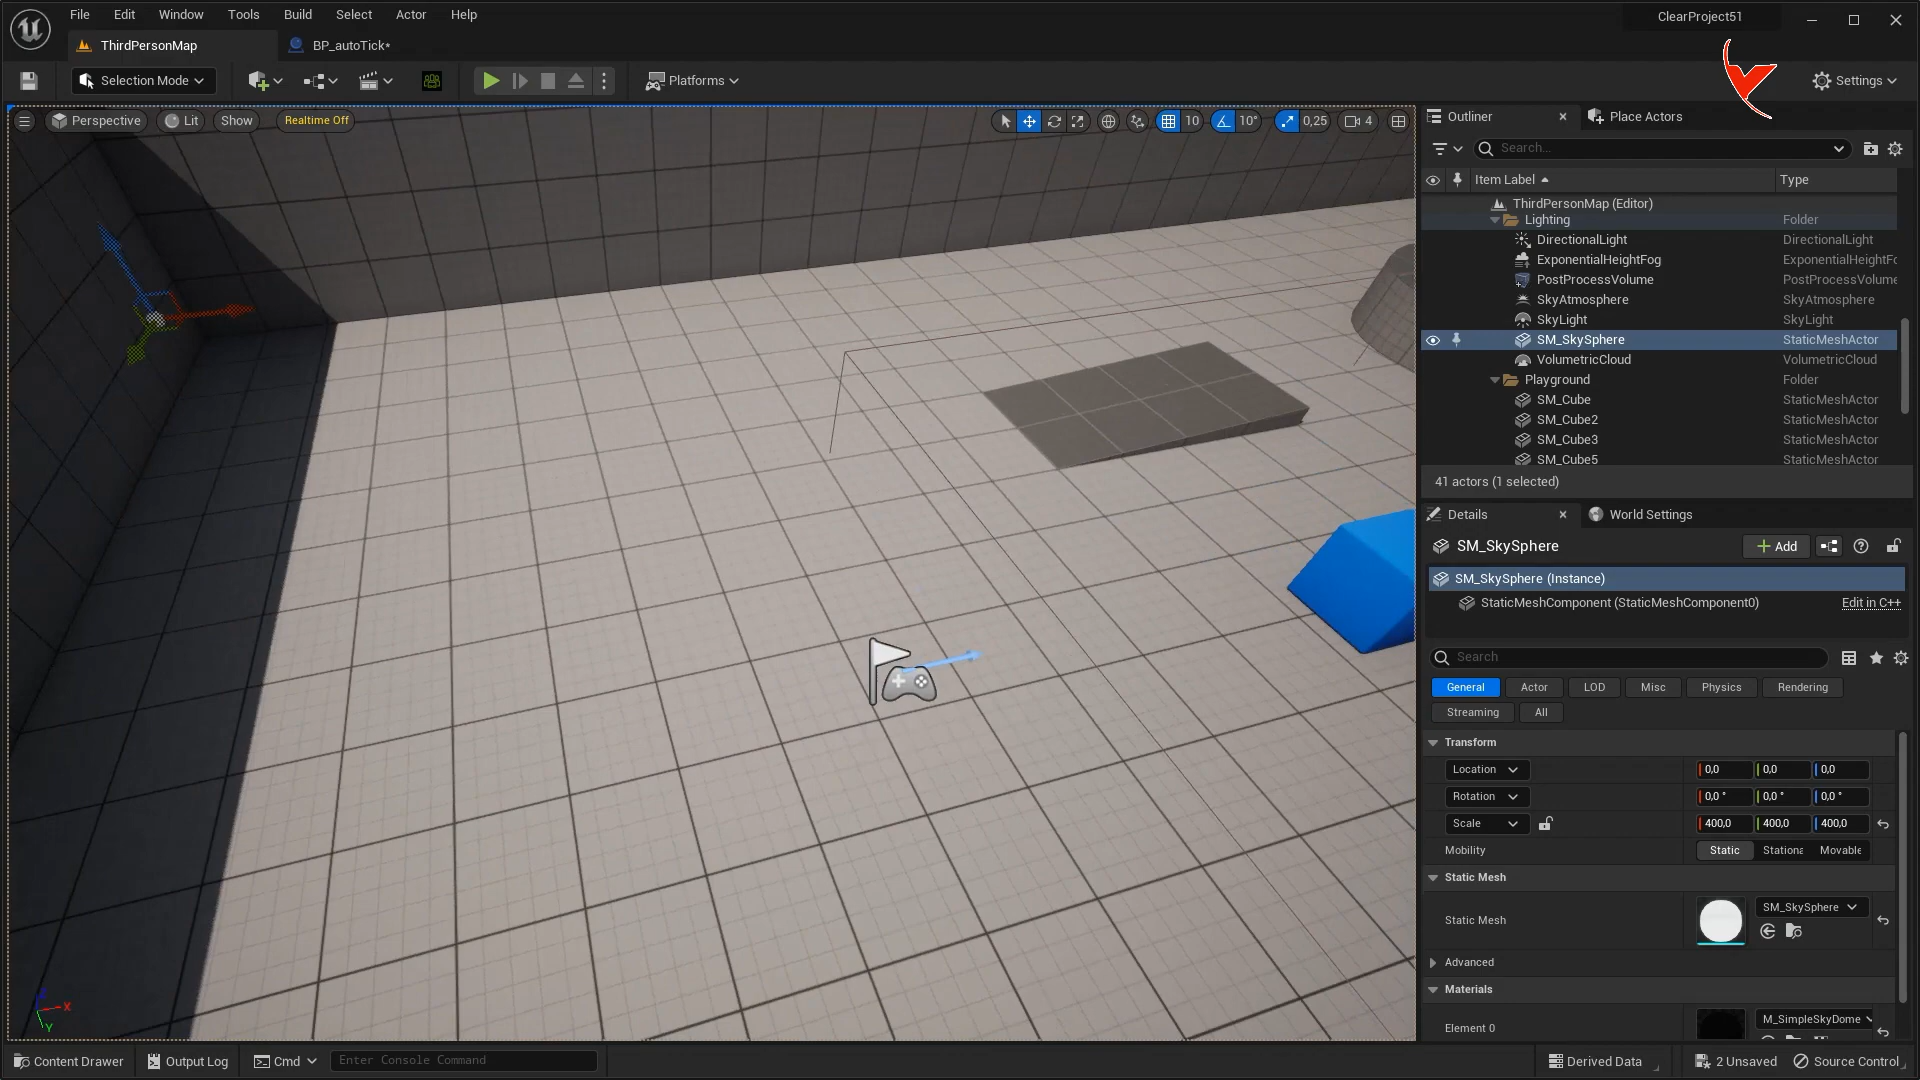 File Edit Window Tools Build Select Actor Help
ClearProject51
ThirdPersonMap
BP_autoTick*
Selection Mode
Platforms
Settings
Perspective
Lit
Show
Realtime Off
10
10°
0,25
4
Outliner
Place Actors
Search...
Item Label
Type
ThirdPersonMap (Editor)
Lighting Folder
DirectionalLight DirectionalLight
ExponentialHeightFog ExponentialHeightFo
PostProcessVolume PostProcessVolume
SkyAtmosphere SkyAtmosphere
SkyLight SkyLight
SM_SkySphere StaticMeshActor
VolumetricCloud VolumetricCloud
Playground Folder
SM_Cube StaticMeshActor
SM_Cube2 StaticMeshActor
SM_Cube3 StaticMeshActor
SM_Cube5 StaticMeshActor
41 actors (1 selected)
Details
World Settings
SM_SkySphere
Add
SM_SkySphere (Instance)
StaticMeshComponent (StaticMeshComponent0) Edit in C++
Search
General Actor LOD Misc Physics Rendering
Streaming All
Transform
Location 0,0 0,0 0,0
Rotation 0,0 ° 0,0 ° 0,0 °
Scale 400,0 400,0 400,0
Mobility Static Stationa Movable
Static Mesh
Static Mesh SM_SkySphere
Advanced
Materials
Element 0 M_SimpleSkyDome
X
Y
Content Drawer
Output Log
Cmd
Enter Console Command
Derived Data
2 Unsaved
Source Control